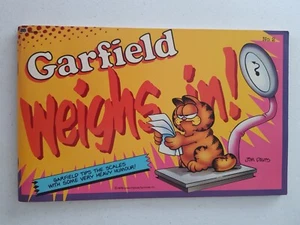 Garfield
weighs in!
?
GARFIELD TIPS THE SCALES
WITH SOME VERY HEAVY HUMOUR!
JIM DAVIS